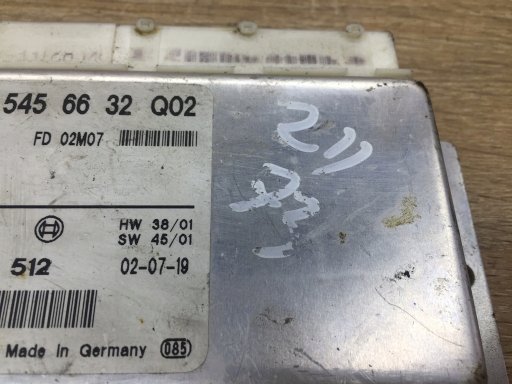 545 66 32 Q02
FD 02M07
HW 38/01
SW 45/01
512
02-07-19
Made in Germany
085
211